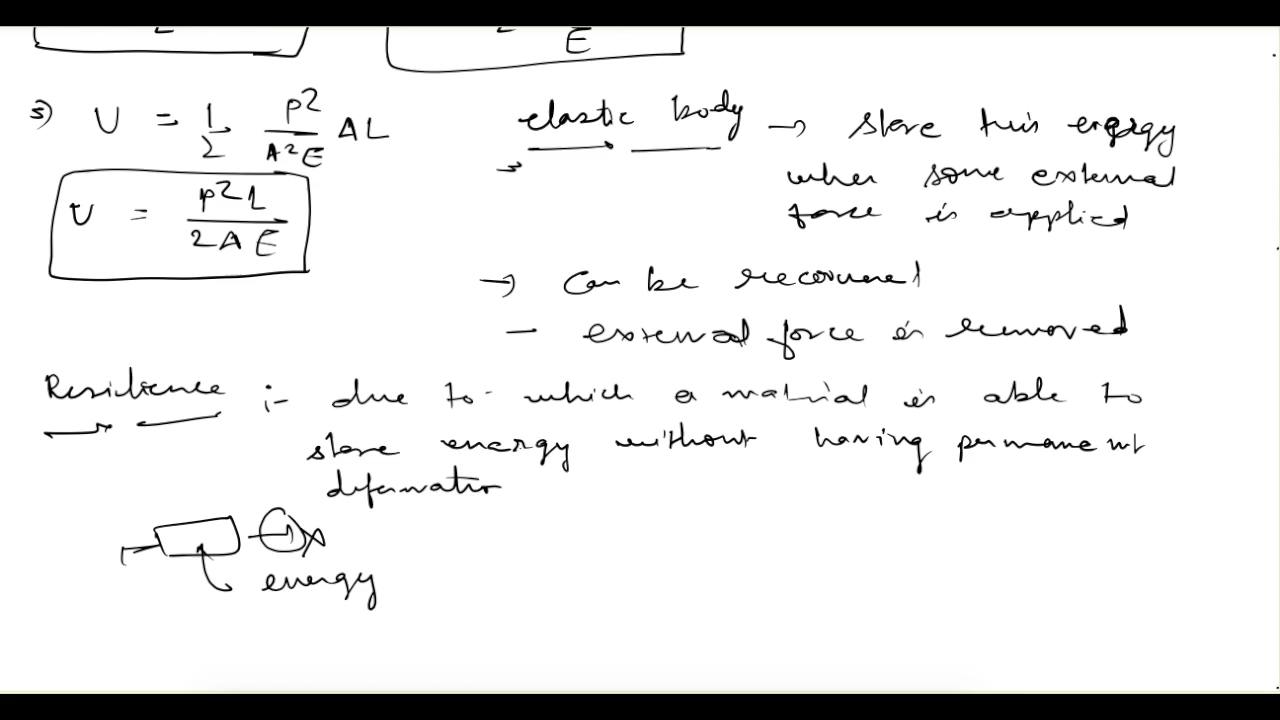 2 E
3) U = 1/2 P²/A²E AL
U = P²L/2AE
elastic body → store this energy
when some external
force is applied
→ can be recovered
- external force is removed
Resilience :- due to which a material is able to
store energy without having permanent
deformation
energy